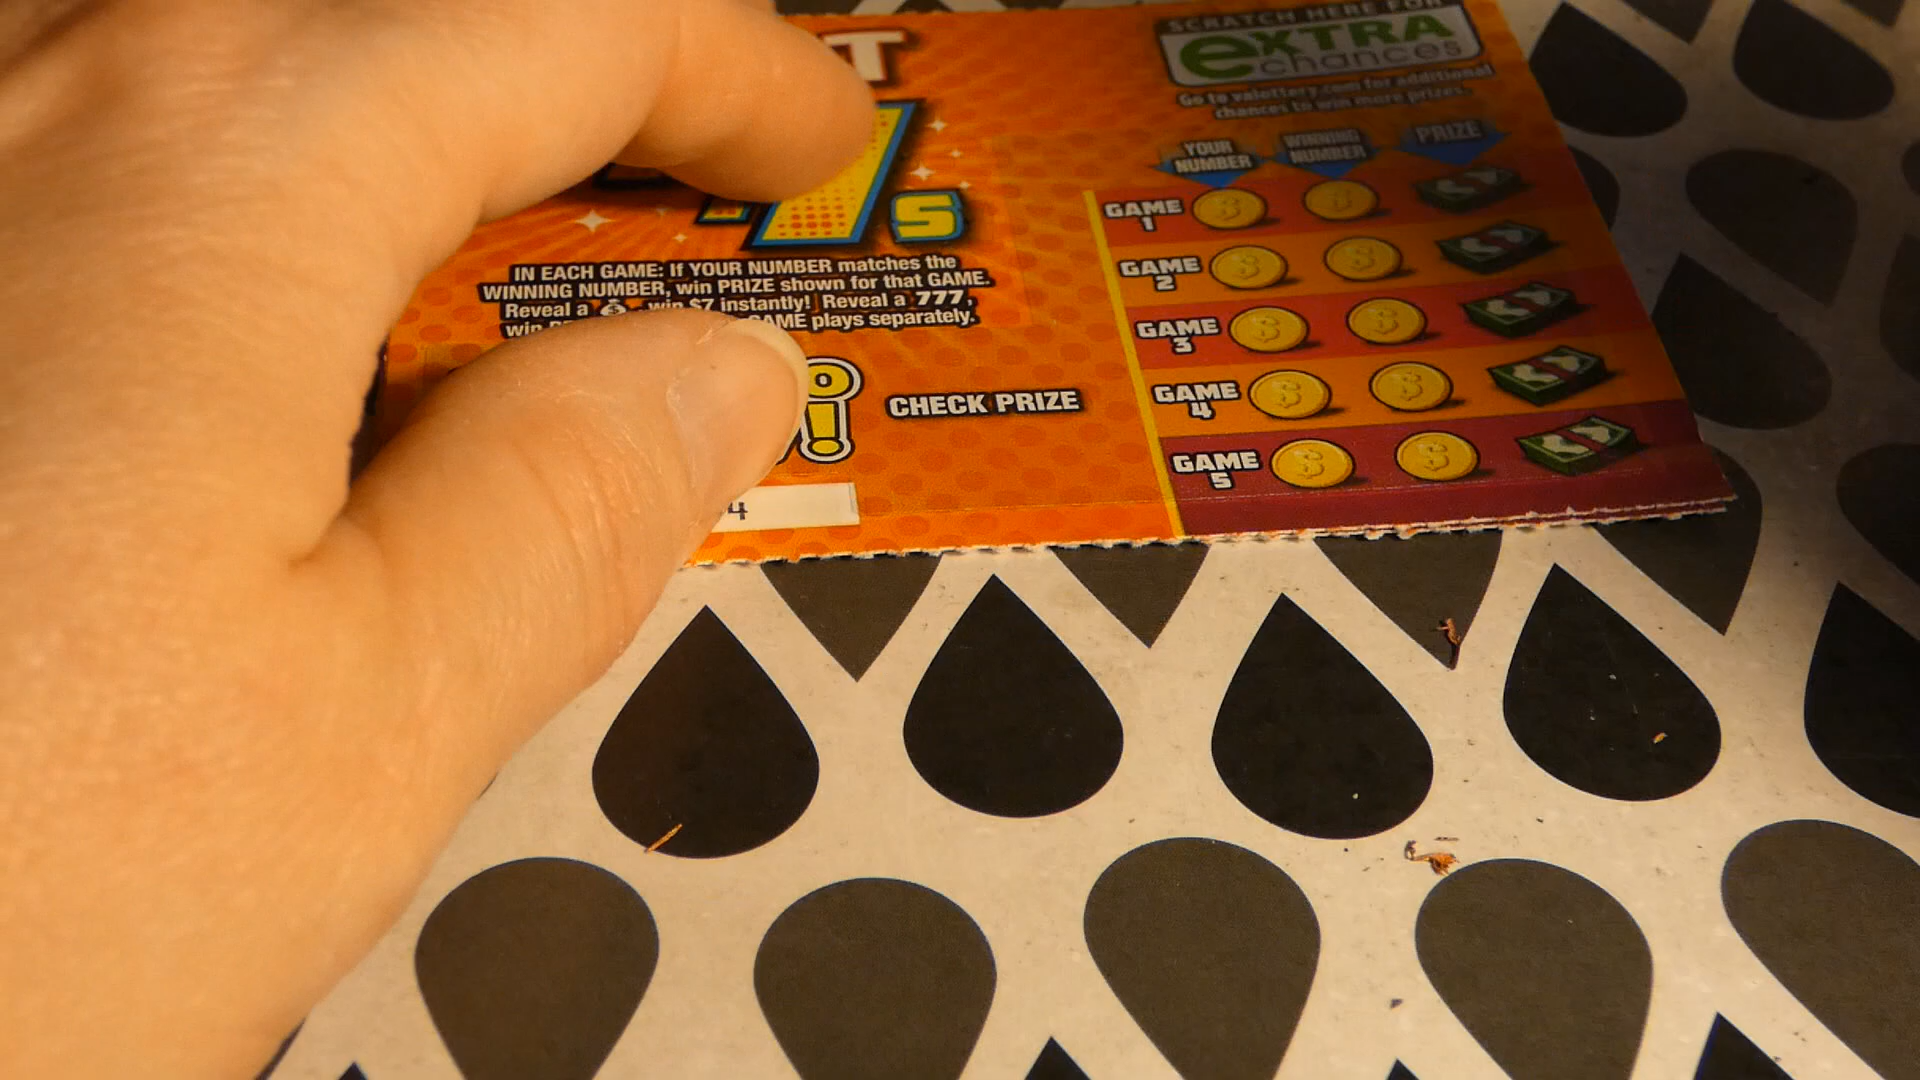 T
7
s
IN EACH GAME: If YOUR NUMBER matches the
WINNING NUMBER, win PRIZE shown for that GAME.
Reveal a win $7 instantly! Reveal a 777,
win GAME plays separately.
O
!
CHECK PRIZE
4
SCRATCH HERE FOR
eXTRA
chances
Go to valottery.com for additional
chances to win more prizes.
YOUR NUMBER
WINNING NUMBER
PRIZE
GAME 1
GAME 2
GAME 3
GAME 4
GAME 5